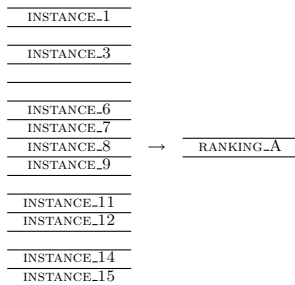 INSTANCE_1
INSTANCE_3
INSTANCE_6
INSTANCE_7
INSTANCE_8 → RANKING_A
INSTANCE_9
INSTANCE_11
INSTANCE_12
INSTANCE_14
INSTANCE_15